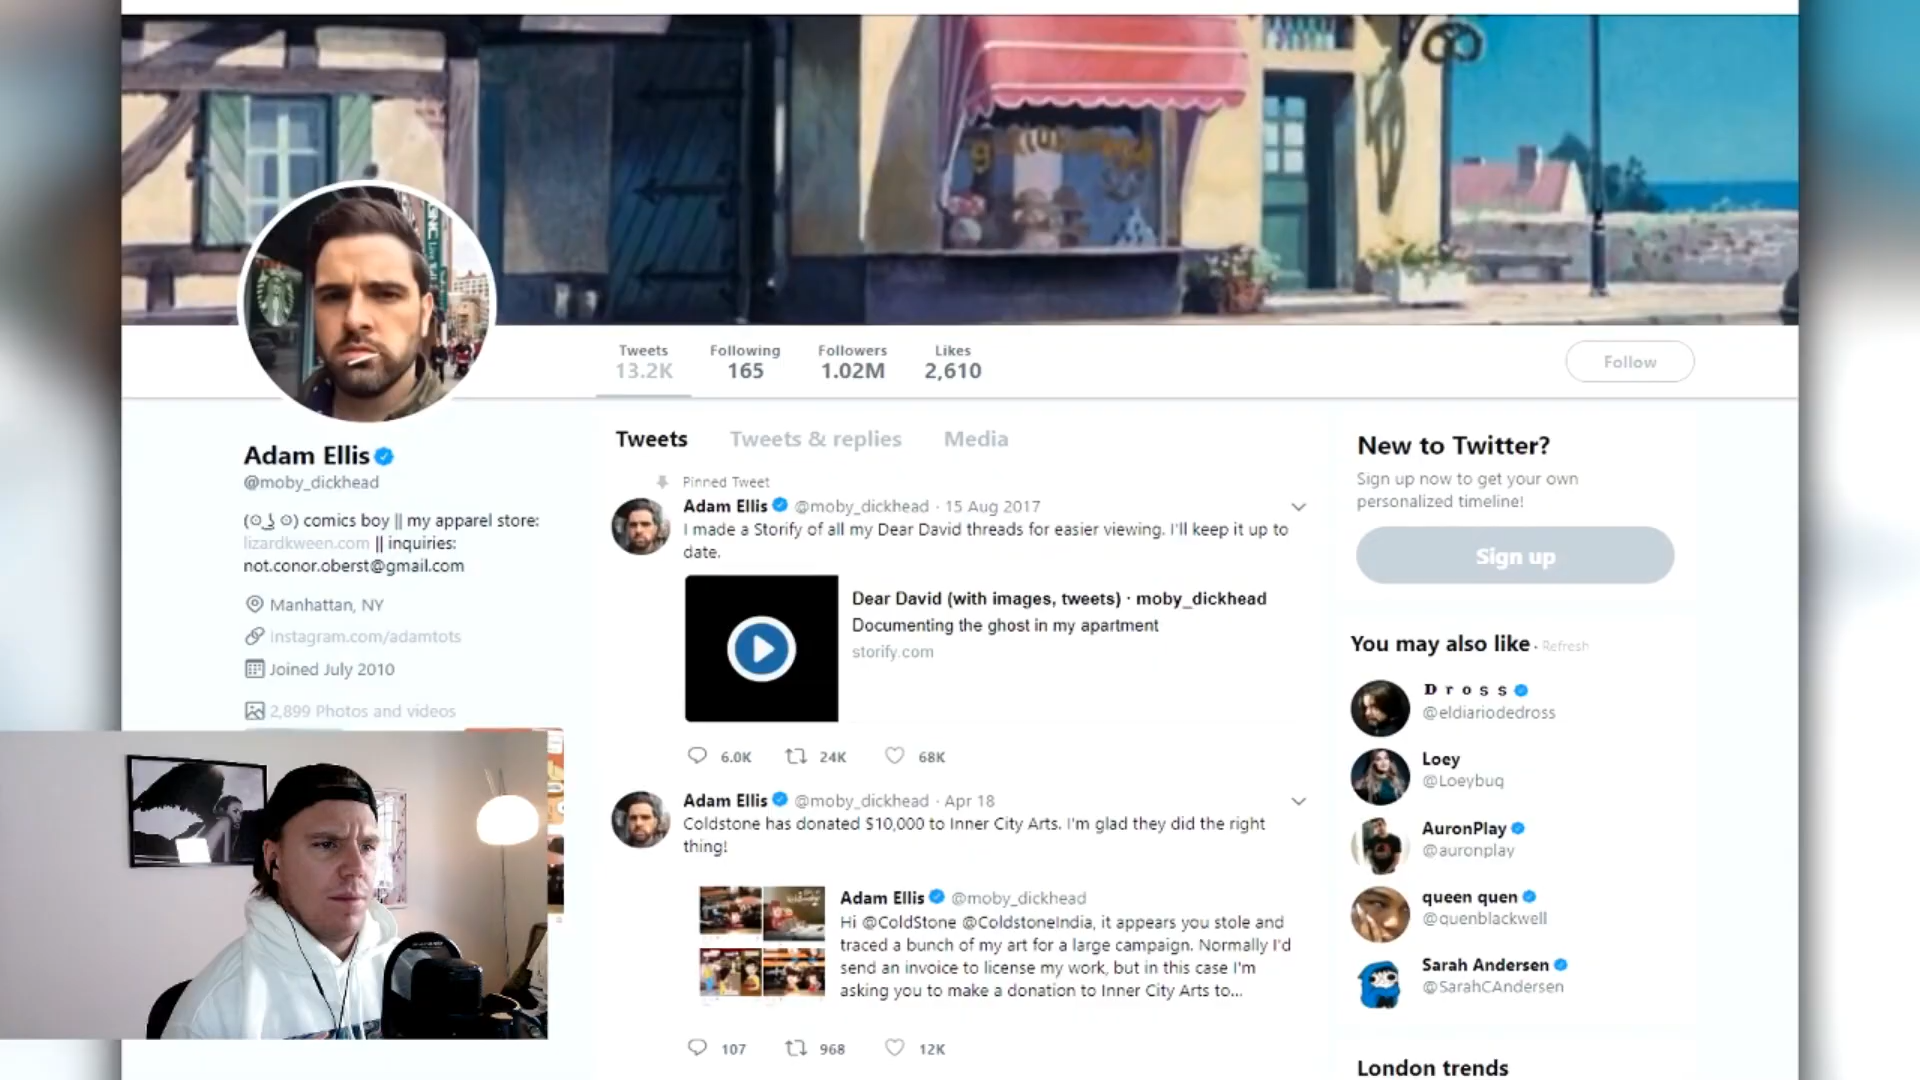 Tweets
13.2K
Following
165
Followers
1.02M
Likes
2,610
Follow
Adam Ellis
@moby_dickhead
(ʘ ͜ʖ ʘ) comics boy || my apparel store:
lizardkween.com || inquiries:
not.conor.oberst@gmail.com
Manhattan, NY
Instagram.com/adamtots
Joined July 2010
2,899 Photos and videos
Tweets Tweets & replies Media
Pinned Tweet
Adam Ellis @moby_dickhead · 15 Aug 2017
I made a Storify of all my Dear David threads for easier viewing. I'll keep it up to
date.
Dear David (with images, tweets) · moby_dickhead
Documenting the ghost in my apartment
storify.com
6.0K 24K 68K
Adam Ellis @moby_dickhead · Apr 18
Coldstone has donated $10,000 to Inner City Arts. I'm glad they did the right
thing!
Adam Ellis @moby_dickhead
Hi @ColdStone @ColdstoneIndia, it appears you stole and
traced a bunch of my art for a large campaign. Normally I'd
send an invoice to license my work, but in this case I'm
asking you to make a donation to Inner City Arts to...
107 968 12K
New to Twitter?
Sign up now to get your own
personalized timeline!
Sign up
You may also like · Refresh
D r o s s
@eldiariodedross
Loey
@Loeybug
AuronPlay
@auronplay
queen quen
@quenblackwell
Sarah Andersen
@SarahCAndersen
London trends